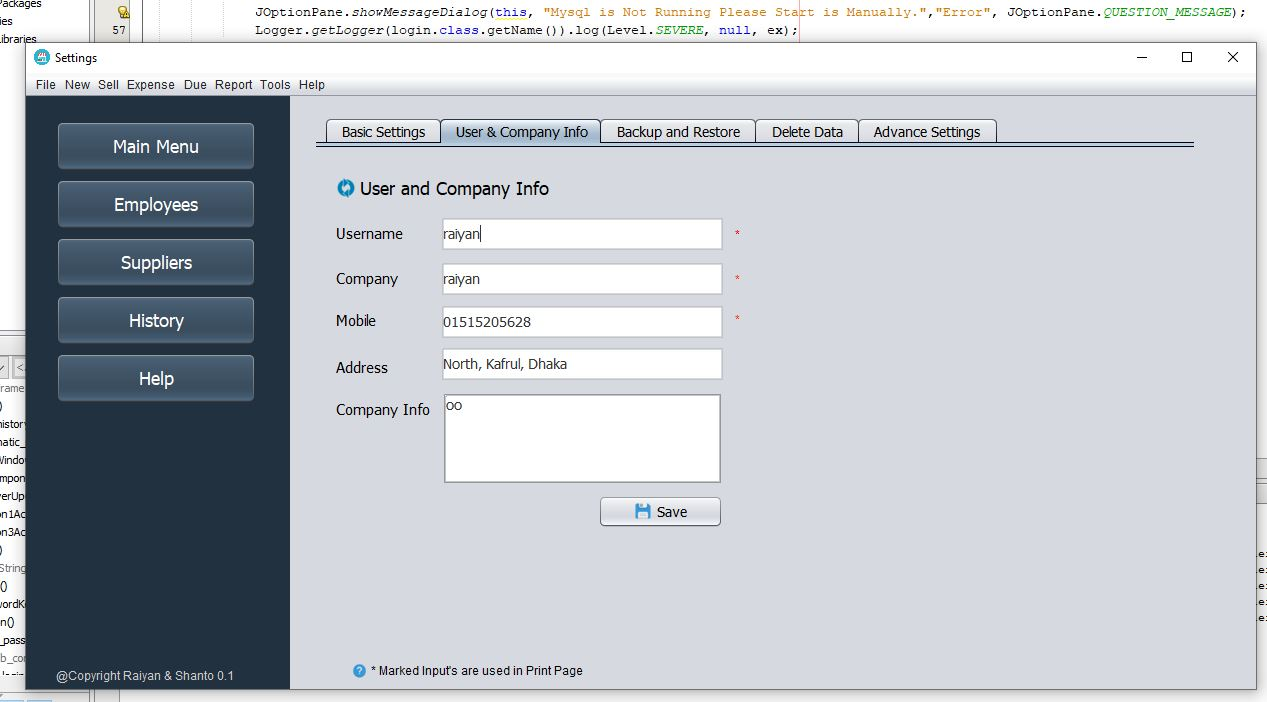 Packages
JOptionPane.showMessageDialog(this, "Mysql is Not Running Please Start is Manually.","Error", JOptionPane.QUESTION_MESSAGE);
57 Logger.getLogger(login.class.getName()).log(Level.SEVERE, null, ex);
Settings
File New Sell Expense Due Report Tools Help
Main Menu
Employees
Suppliers
History
Help
@Copyright Raiyan & Shanto 0.1
Basic Settings User & Company Info Backup and Restore Delete Data Advance Settings
User and Company Info
Username raiyan *
Company raiyan *
Mobile 01515205628 *
Address North, Kafrul, Dhaka
Company Info oo
Save
* Marked Input's are used in Print Page